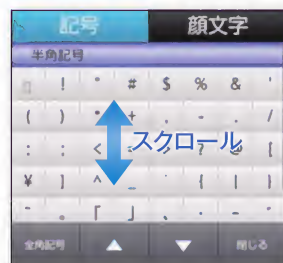 記号 顔文字
半角記号
! " # $ % & '
( ) * + , - . /
: ; < = > ? @ [
¥ ] ^ _ ` { | }
スクロール
~ 。 「 」 、 ・ - "
全角記号 ▲ ▼ 閉じる